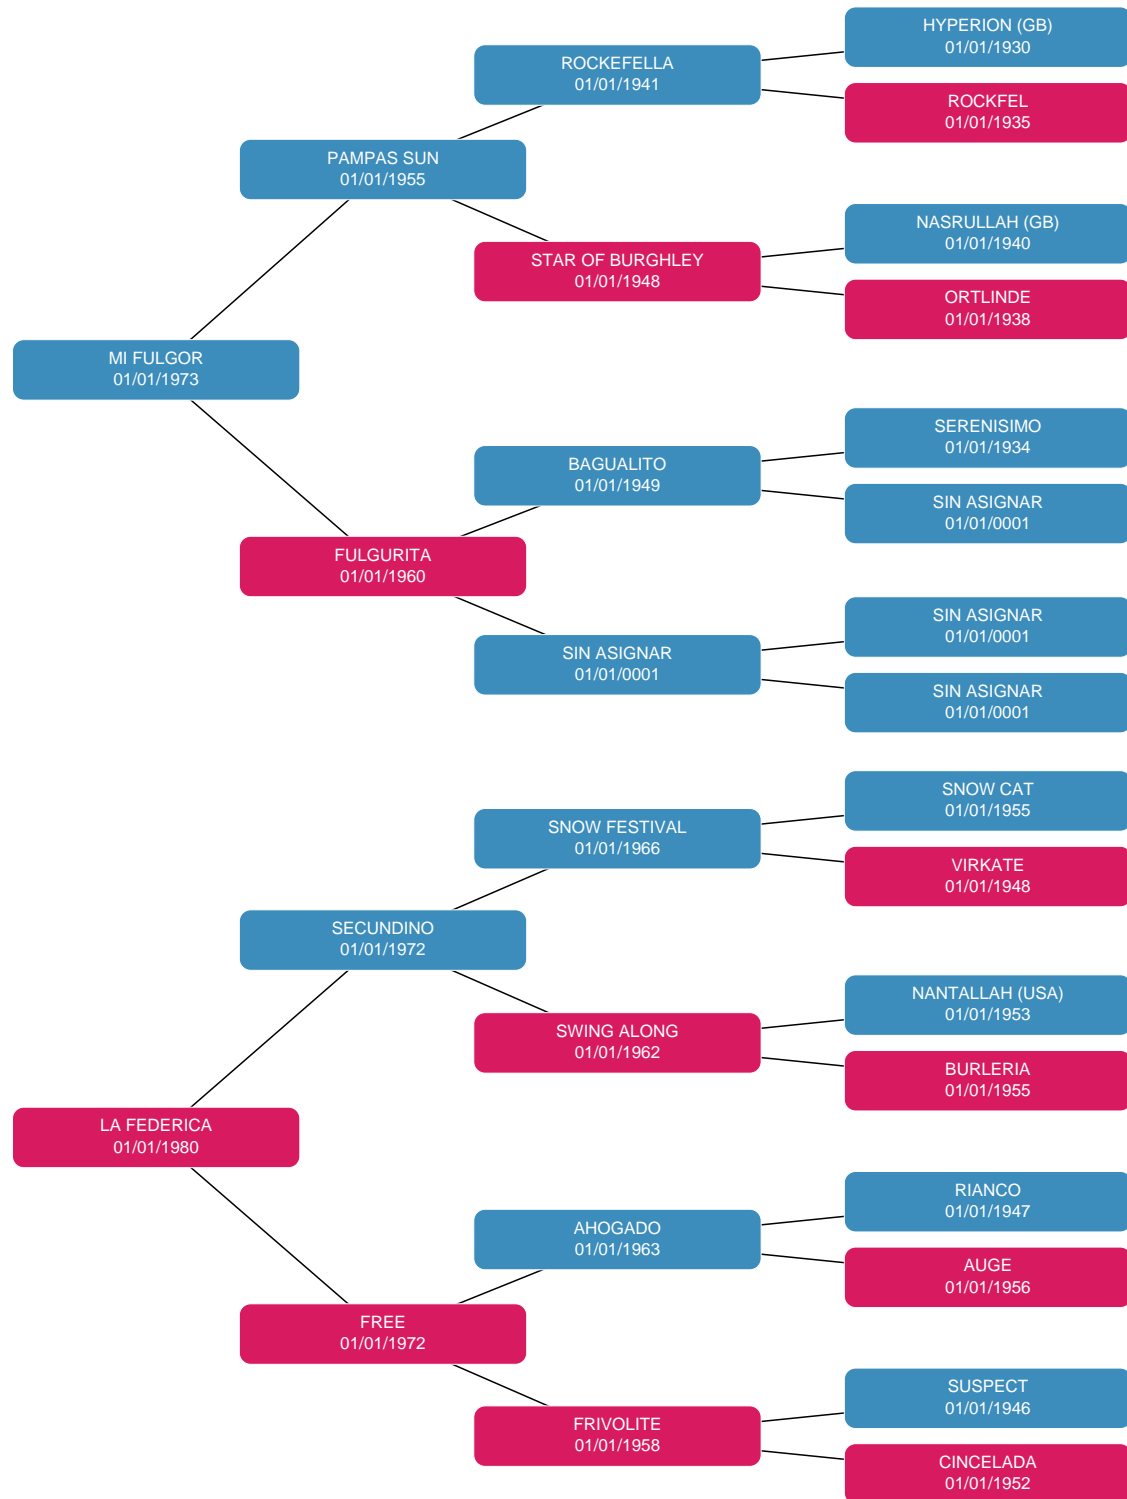 HYPERION (GB)
01/01/1930
ROCKEFELLA
01/01/1941
ROCKFEL
01/01/1935
PAMPAS SUN
01/01/1955
NASRULLAH (GB)
01/01/1940
STAR OF BURGHLEY
01/01/1948
ORTLINDE
01/01/1938
MI FULGOR
01/01/1973
SERENISIMO
01/01/1934
BAGUALITO
01/01/1949
SIN ASIGNAR
01/01/0001
FULGURITA
01/01/1960
SIN ASIGNAR
01/01/0001
SIN ASIGNAR
01/01/0001
SIN ASIGNAR
01/01/0001
SNOW CAT
01/01/1955
SNOW FESTIVAL
01/01/1966
VIRKATE
01/01/1948
SECUNDINO
01/01/1972
NANTALLAH (USA)
01/01/1953
SWING ALONG
01/01/1962
BURLERIA
01/01/1955
LA FEDERICA
01/01/1980
RIANCO
01/01/1947
AHOGADO
01/01/1963
AUGE
01/01/1956
FREE
01/01/1972
SUSPECT
01/01/1946
FRIVOLITE
01/01/1958
CINCELADA
01/01/1952